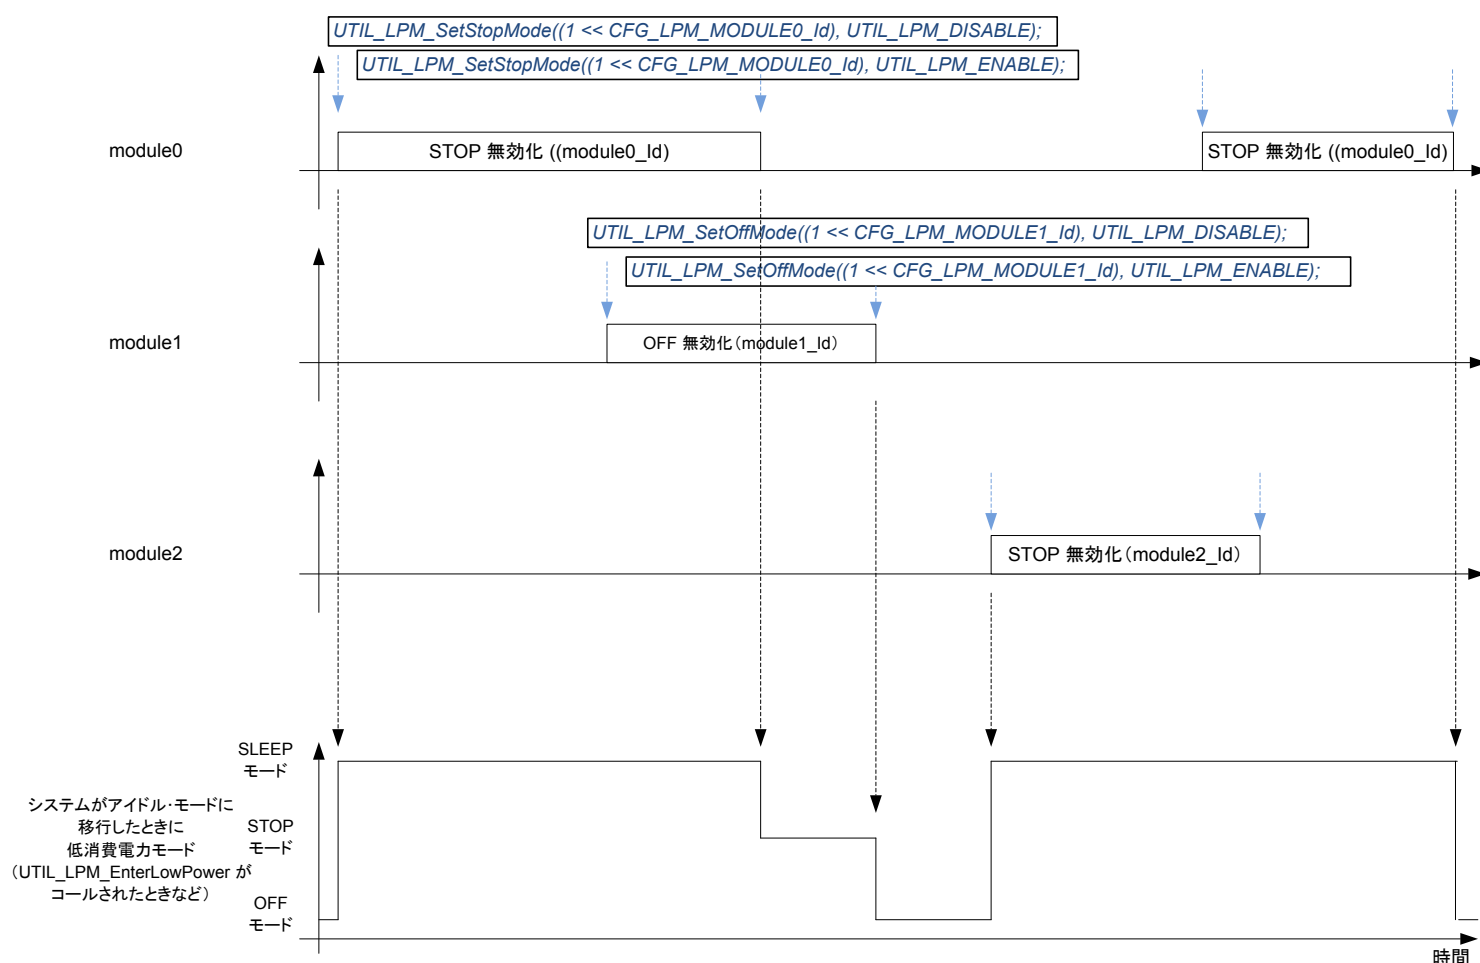 UTIL_LPM_SetStopMode((1 << CFG_LPM_MODULE0_Id), UTIL_LPM_DISABLE);
UTIL_LPM_SetStopMode((1 << CFG_LPM_MODULE0_Id), UTIL_LPM_ENABLE);
module0
STOP 無効化 ((module0_Id)
STOP 無効化 ((module0_Id)
UTIL_LPM_SetOffMode((1 << CFG_LPM_MODULE1_Id), UTIL_LPM_DISABLE);
UTIL_LPM_SetOffMode((1 << CFG_LPM_MODULE1_Id), UTIL_LPM_ENABLE);
module1
OFF 無効化（module1_Id）
module2
STOP 無効化（module2_Id）
SLEEP
モード
システムがアイドル・モードに
移行したときに
低消費電力モード
（UTIL_LPM_EnterLowPower が
コールされたときなど）
STOP
モード
OFF
モード
時間